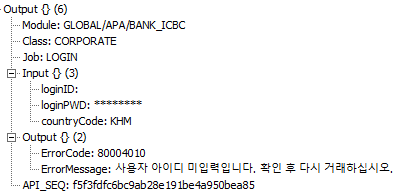 Output {} (6)
Module: GLOBAL/APA/BANK_ICBC
Class: CORPORATE
Job: LOGIN
Input {} (3)
loginID:
loginPWD: ********
countryCode: KHM
Output {} (2)
ErrorCode: 80004010
ErrorMessage: 사용자 아이디 미입력입니다. 확인 후 다시 거래하십시오.
API_SEQ: f5f3fdfc6bc9ab28e191be4a950bea85